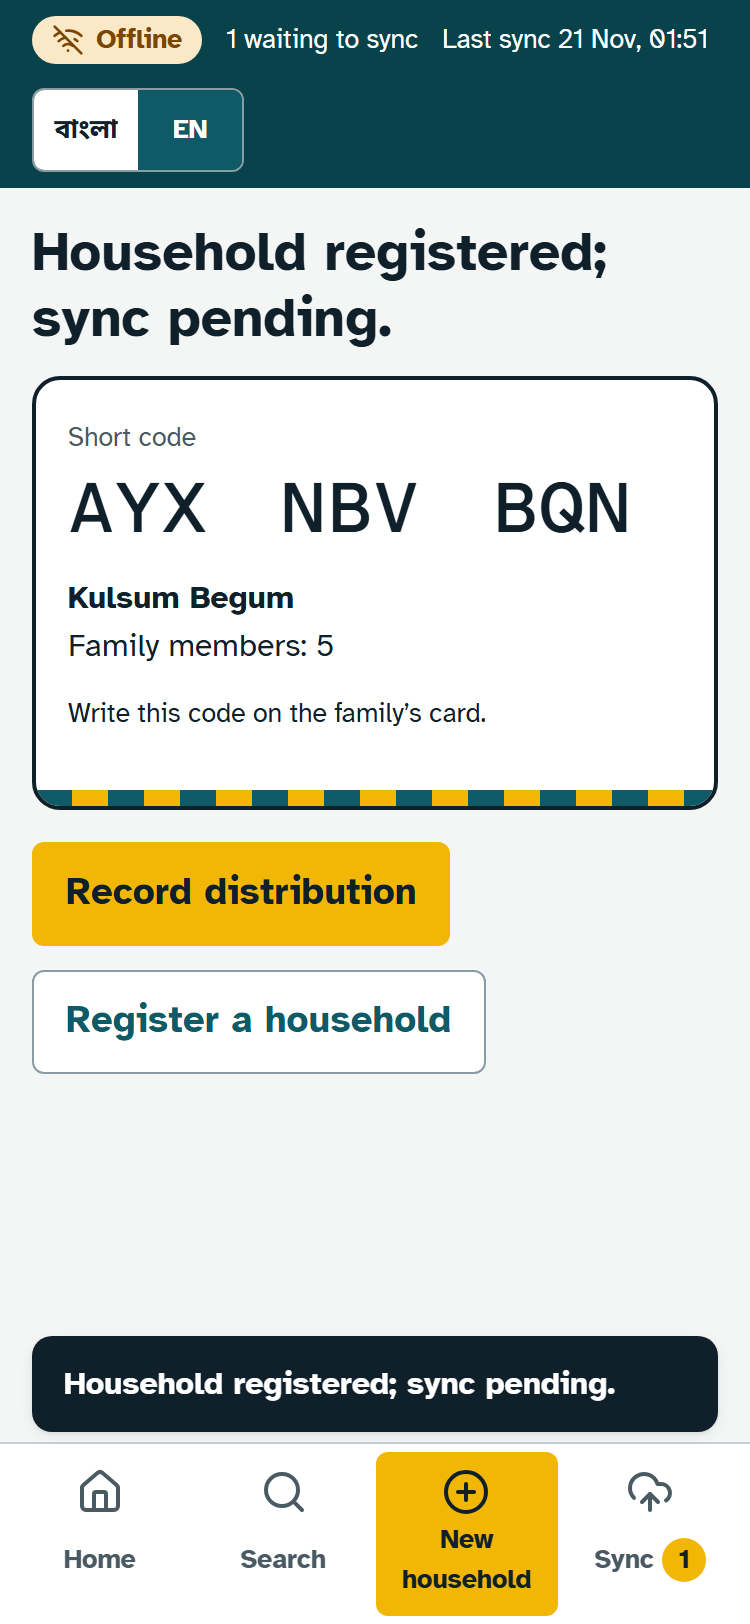 Offline 1 waiting to sync Last sync 21 Nov, 01:51
বাংলা EN
Household registered;
sync pending.
Short code
AYX NBV BQN
Kulsum Begum
Family members: 5
Write this code on the family’s card.
Record distribution
Register a household
Household registered; sync pending.
Home Search New household Sync 1